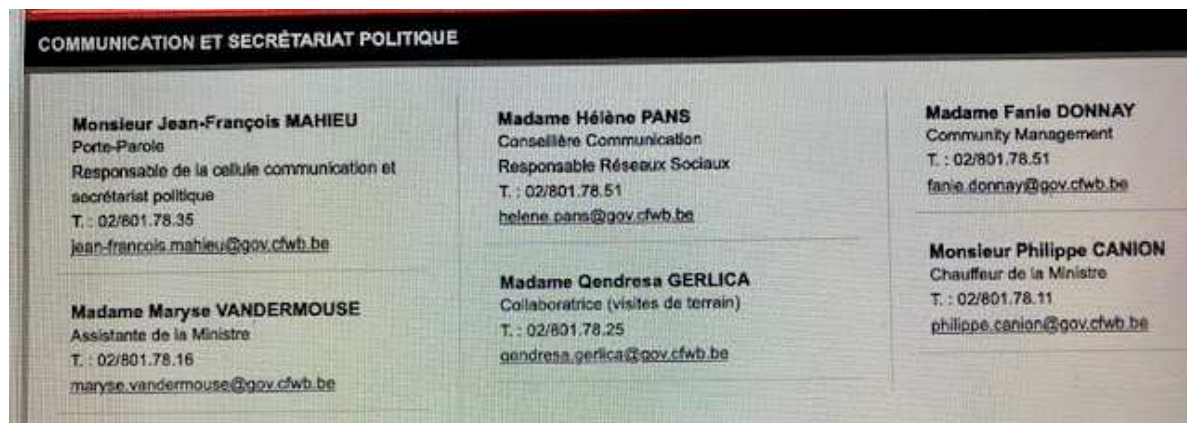 COMMUNICATION ET SECRÉTARIAT POLITIQUE
Monsieur Jean-François MAHIEU
Porte-Parole
Responsable de la cellule communication et
secrétariat politique
T. : 02/801.78.35
jean-francois.mahieu@gov.cfwb.be
Madame Maryse VANDERMOUSE
Assistante de la Ministre
T. : 02/801.78.16
maryse.vandermouse@gov.cfwb.be
Madame Hélène PANS
Conseillère Communication
Responsable Réseaux Sociaux
T. : 02/801.78.51
helene.pans@gov.cfwb.be
Madame Qendresa GERLICA
Collaboratrice (visites de terrain)
T. : 02/801.78.25
qendresa.gerlica@gov.cfwb.be
Madame Fanie DONNAY
Community Management
T. : 02/801.78.51
fanie.donnay@gov.cfwb.be
Monsieur Philippe CANION
Chauffeur de la Ministre
T. : 02/801.78.11
philippe.canion@gov.cfwb.be